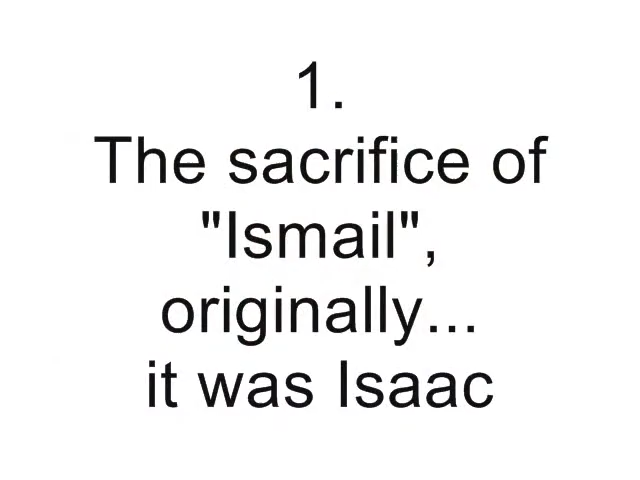 1.
The sacrifice of
"Ismail",
originally...
it was Isaac